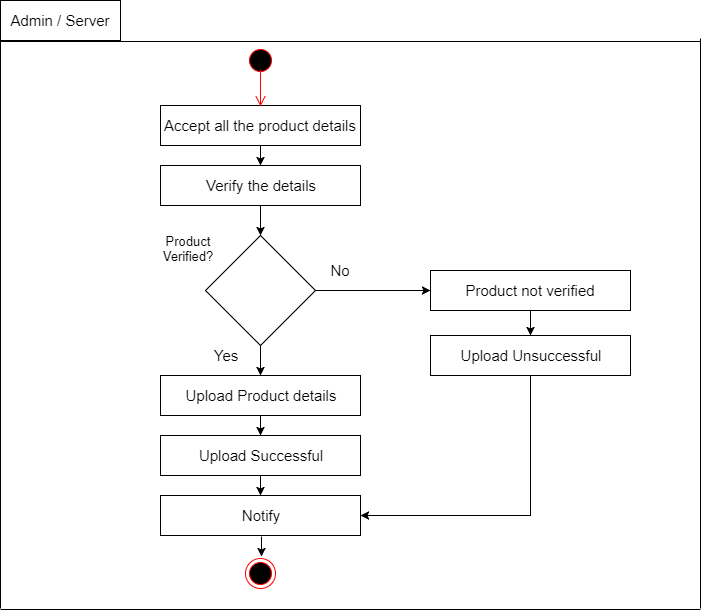 Admin / Server
Accept all the product details
Verify the details
Product
Verified?
No
Product not verified
Upload Unsuccessful
Yes
Upload Product details
Upload Successful
Notify